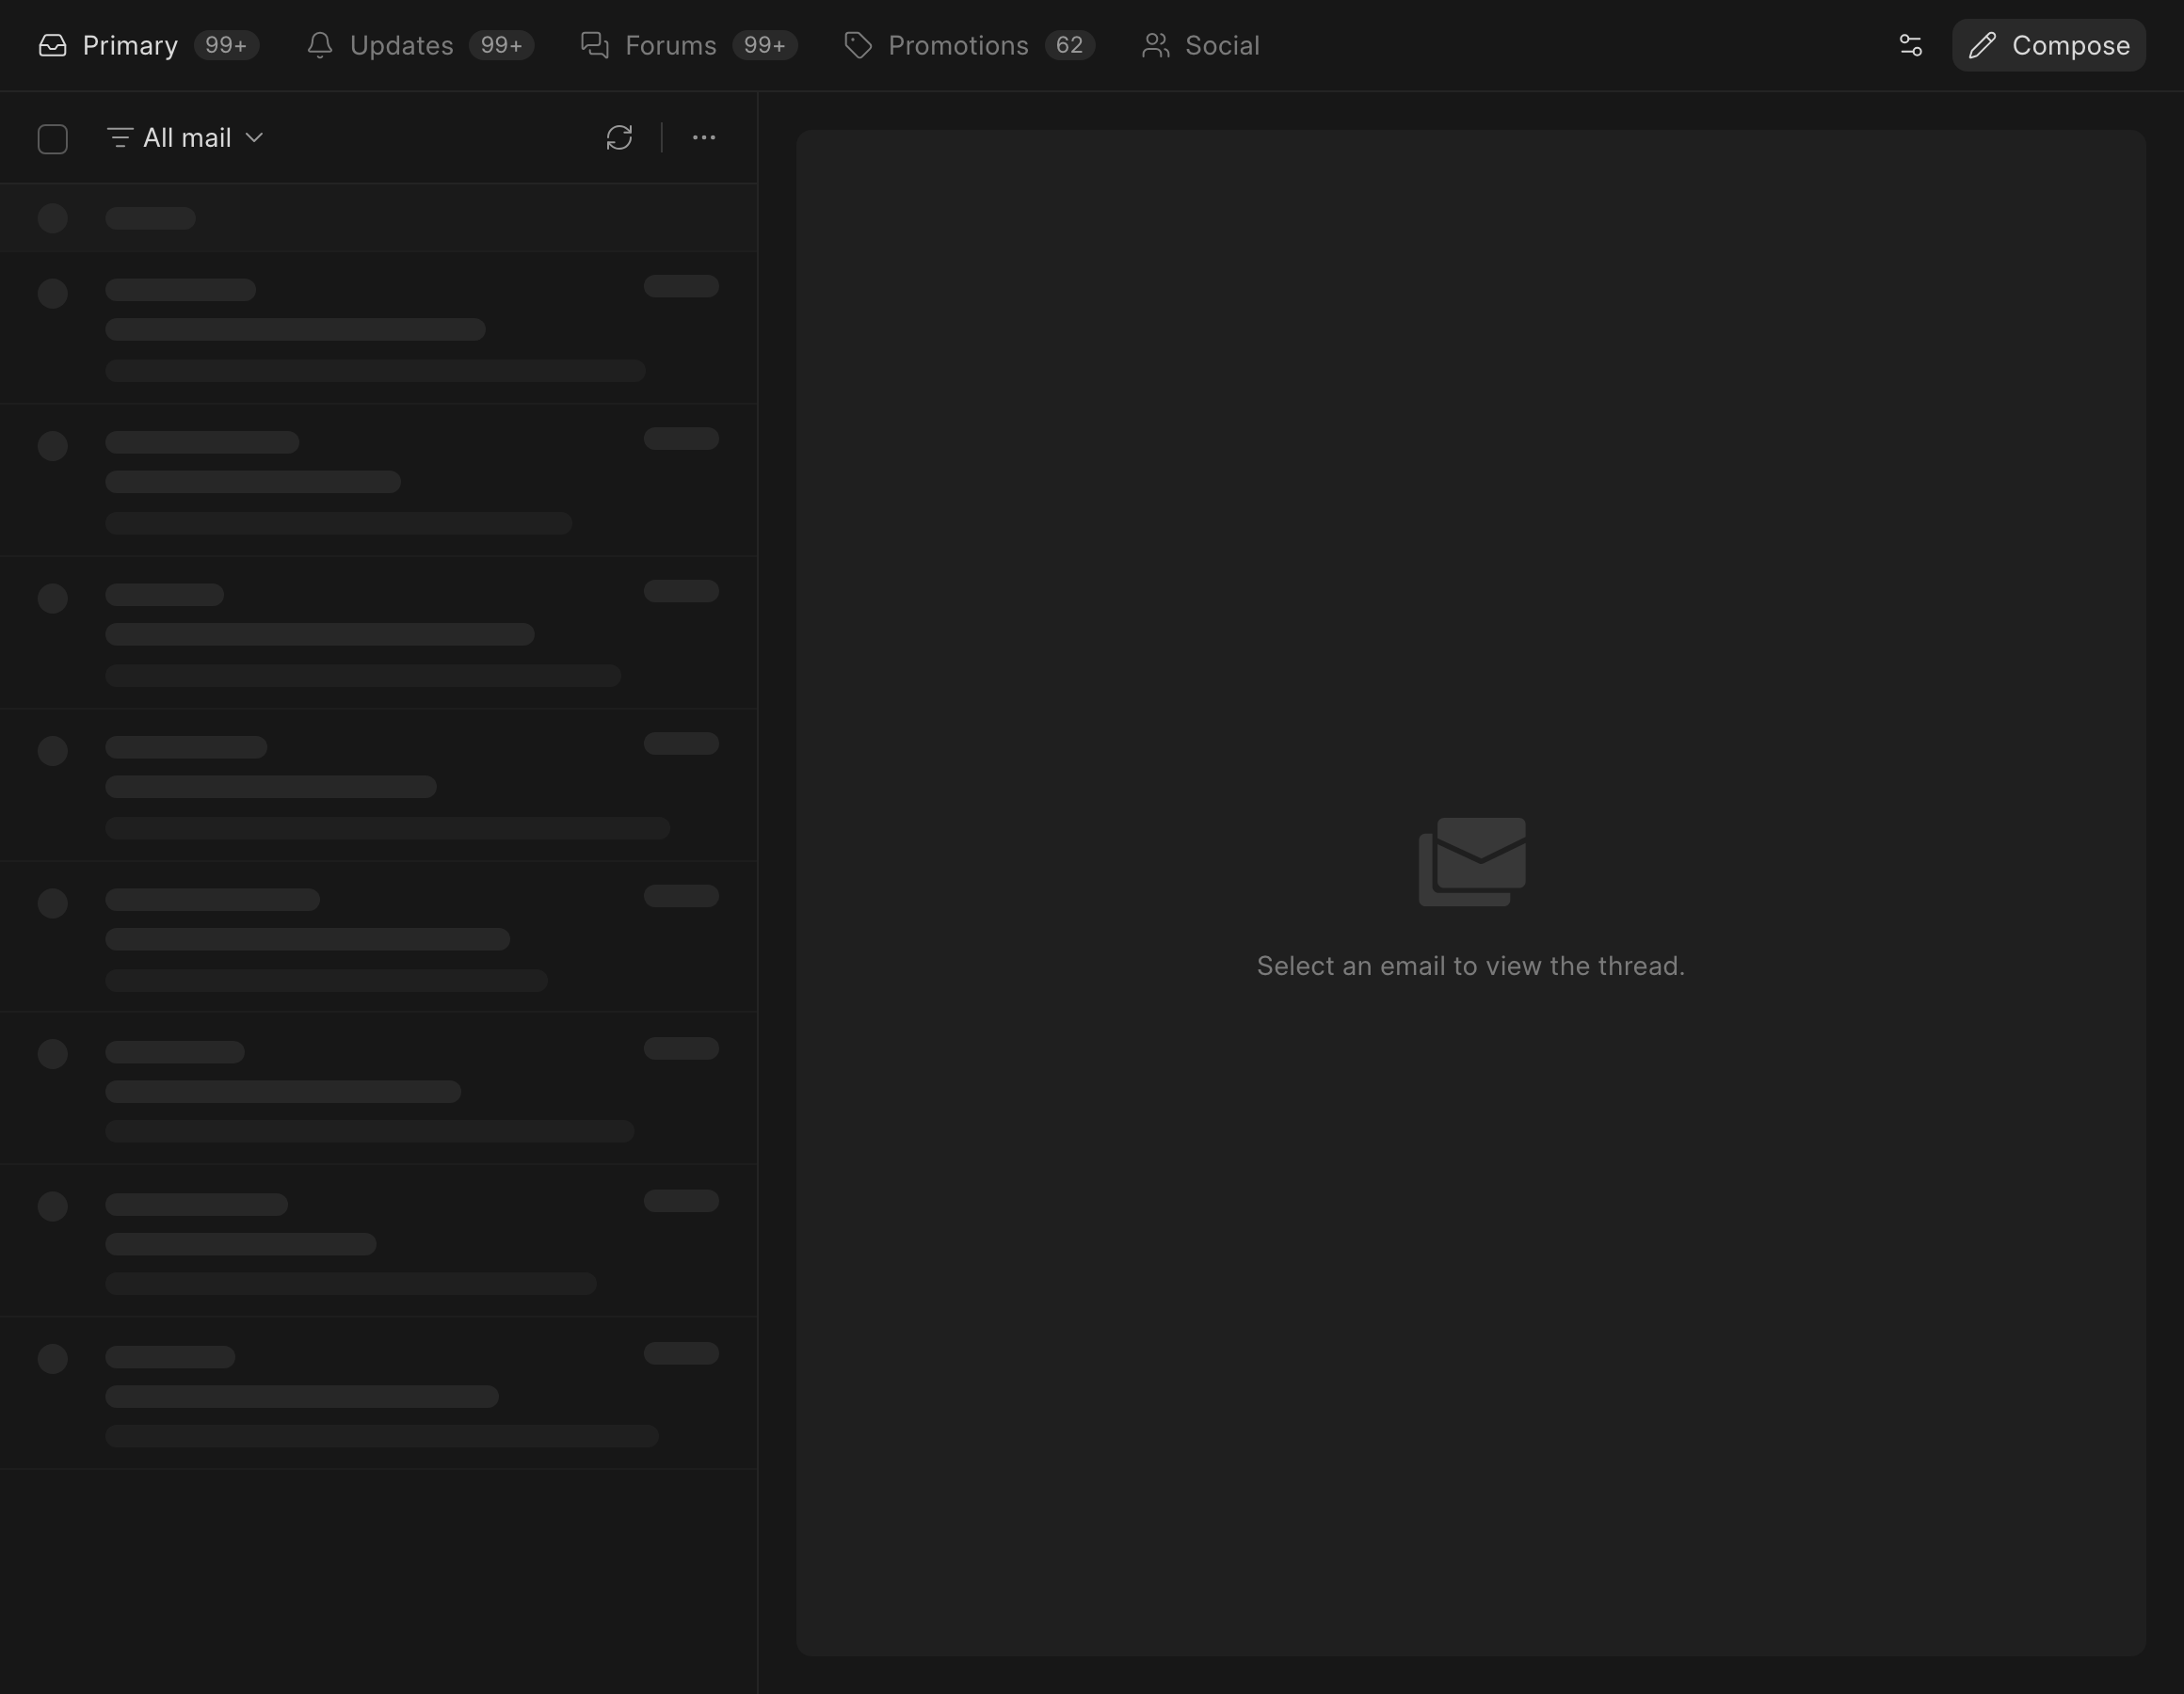 Primary 99+ Updates 99+ Forums 99+ Promotions 62 Social Compose
All mail
Select an email to view the thread.